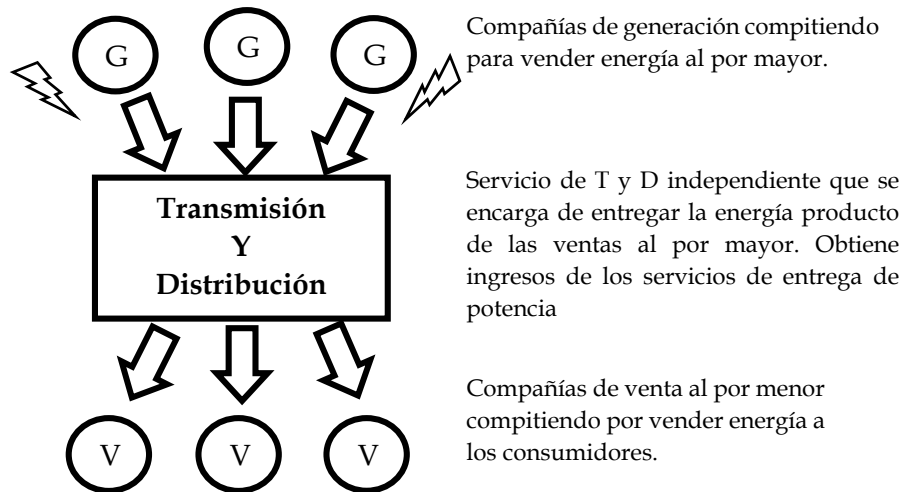 G
G
G
Compañías de generación compitiendo
para vender energía al por mayor.
Transmisión
Y
Distribución
Servicio de T y D independiente que se
encarga de entregar la energía producto
de las ventas al por mayor. Obtiene
ingresos de los servicios de entrega de
potencia
V
V
V
Compañías de venta al por menor
compitiendo por vender energía a
los consumidores.